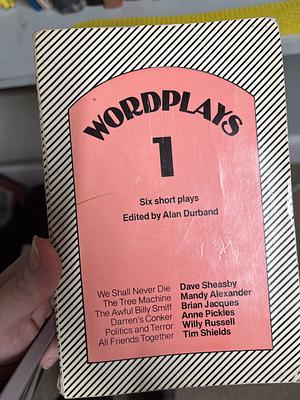 WORDPLAYS
1
Six short plays
Edited by Alan Durband
We Shall Never Die Dave Sheasby
The Tree Machine Mandy Alexander
The Awful Billy Smiff Brian Jacques
Darren's Conker Anne Pickles
Politics and Terror Willy Russell
All Friends Together Tim Shields